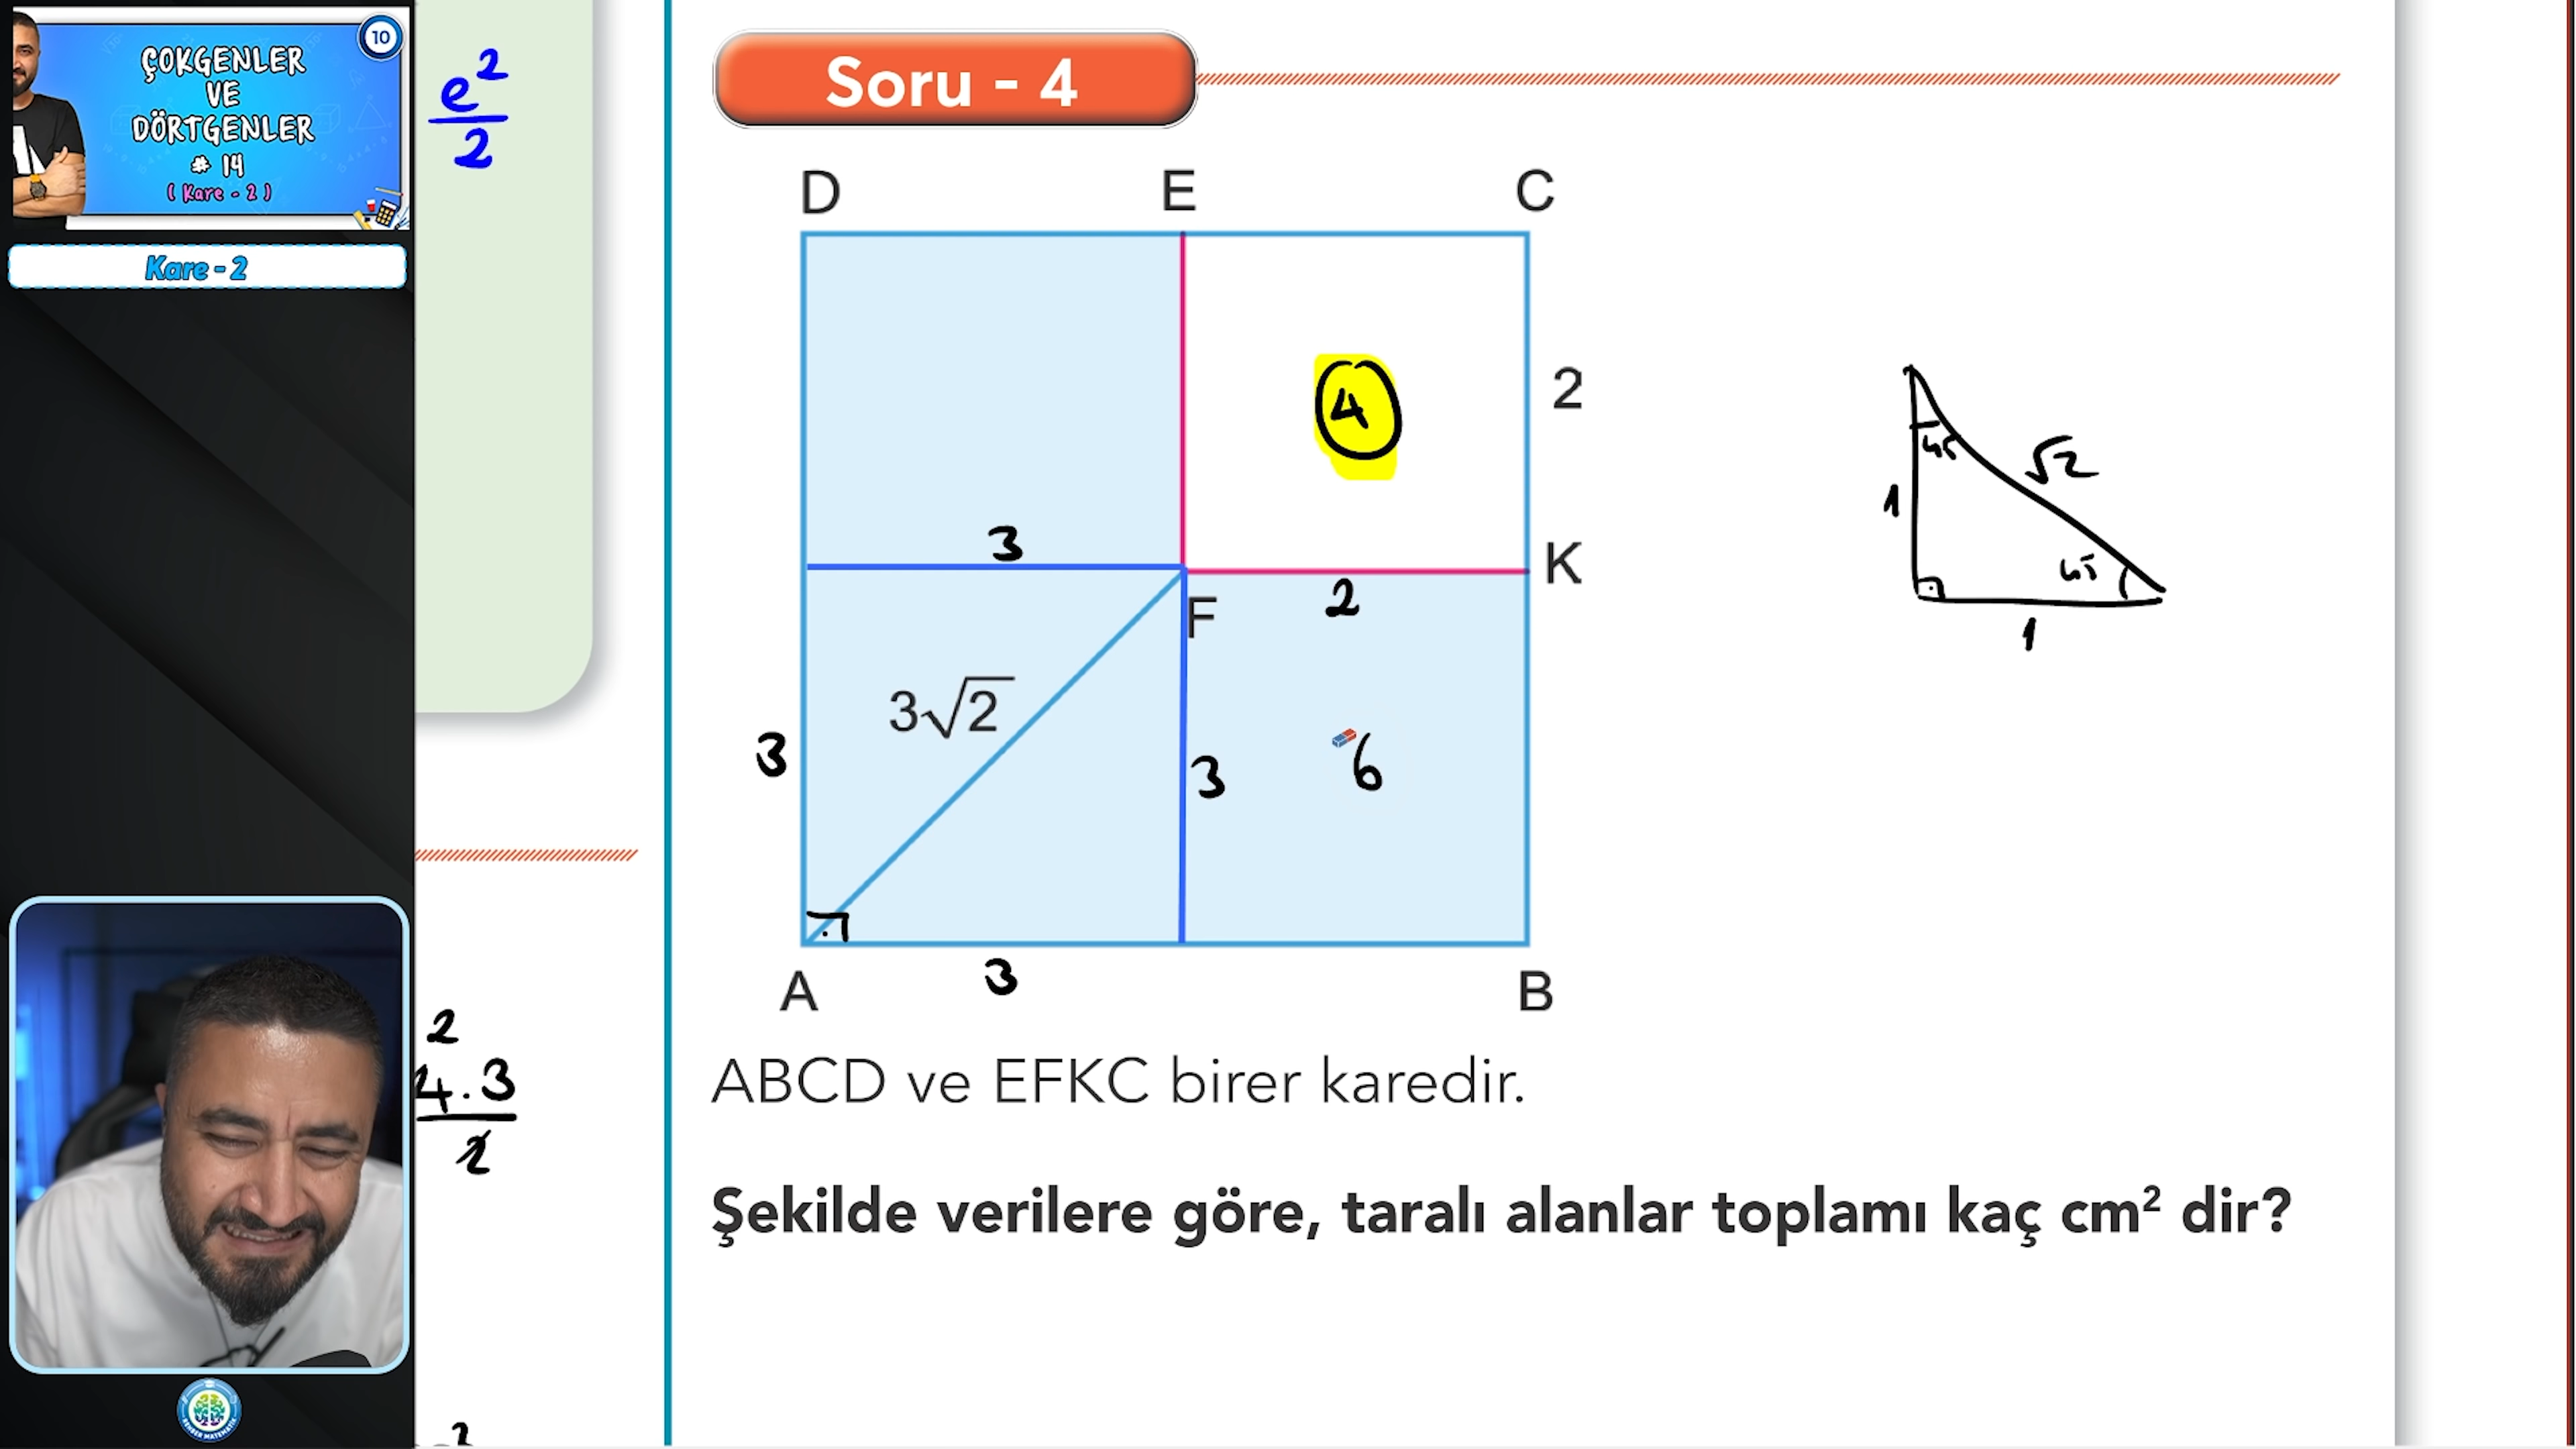 ÇOKGENLER
VE
DÖRTGENLER
# 14
( Kare - 2 )
10
Kare - 2
e²
2
2
4.3
2
2
Soru - 4
D E C
4
2
3
K
2
F
3√2
3
3
6
A
3
B
45
√2
1
45
1
ABCD ve EFKC birer karedir.
Şekilde verilere göre, taralı alanlar toplamı kaç cm² dir?